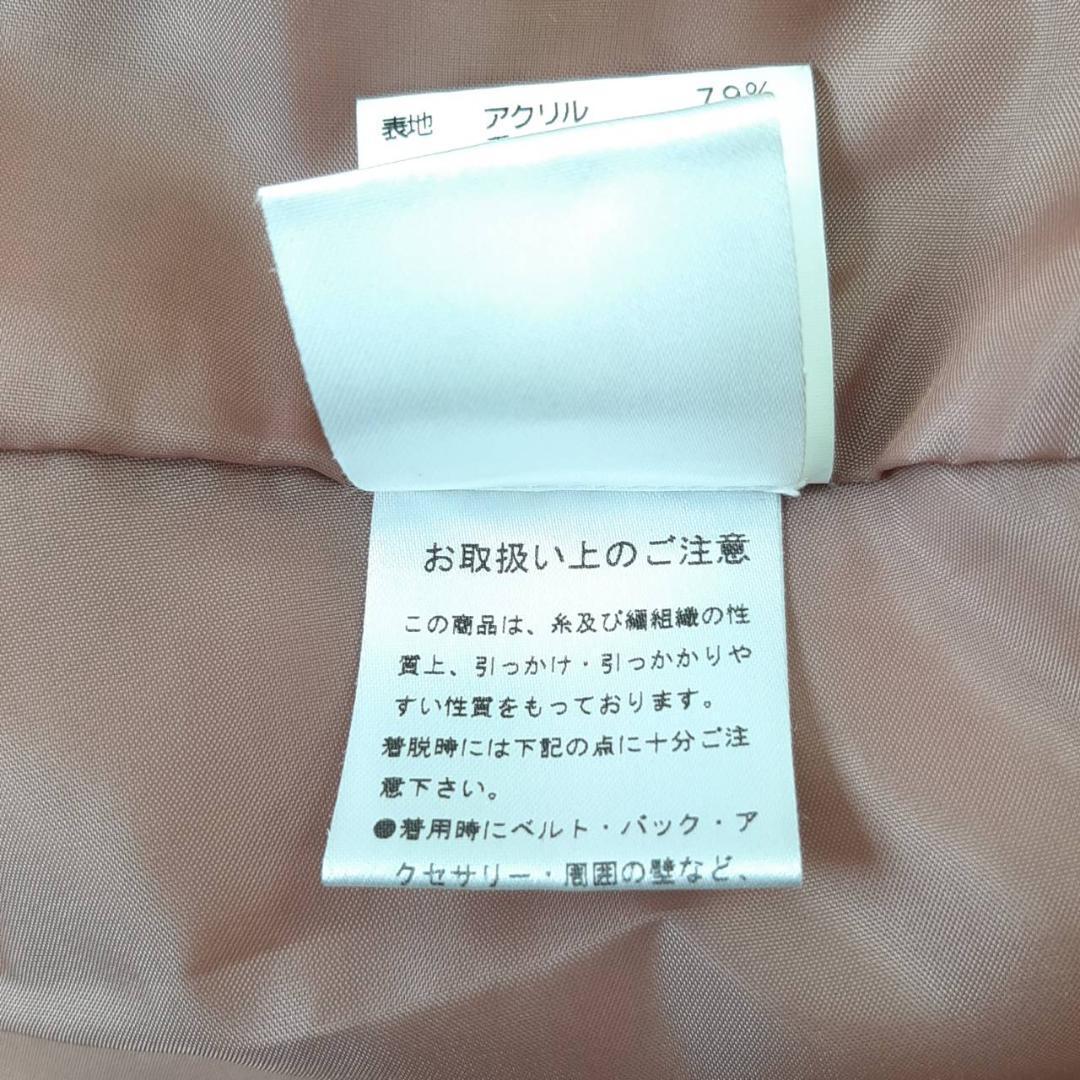 表地 アクリル 79%
お取扱い上のご注意
この商品は、糸及び編組織の性
質上、引っかけ・引っかかりや
すい性質をもっております。
着脱時には下記の点に十分ご注
意下さい。
●着用時にベルト・バック・ア
クセサリー・周囲の壁など、